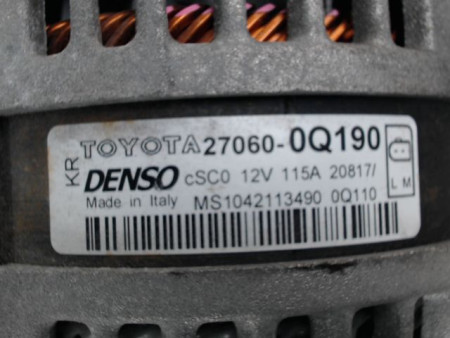 KR
TOYOTA 27060-0Q190
DENSO cSC0 12V 115A 20817/
Made in Italy MS1042113490 0Q110
L M